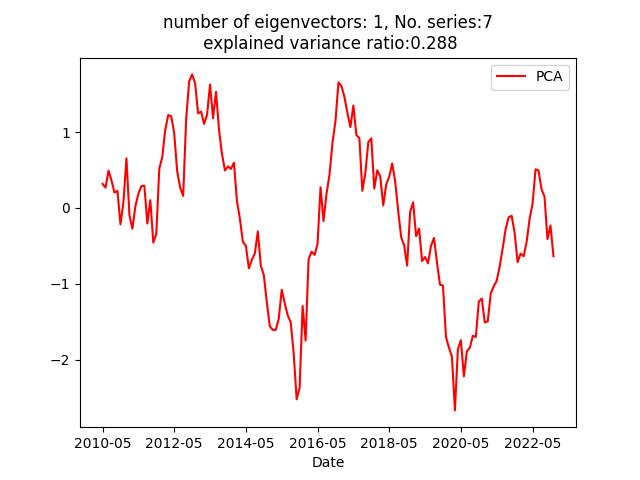 number of eigenvectors: 1, No. series:7
explained variance ratio:0.288
PCA
1
0
−1
−2
2010-05 2012-05 2014-05 2016-05 2018-05 2020-05 2022-05
Date